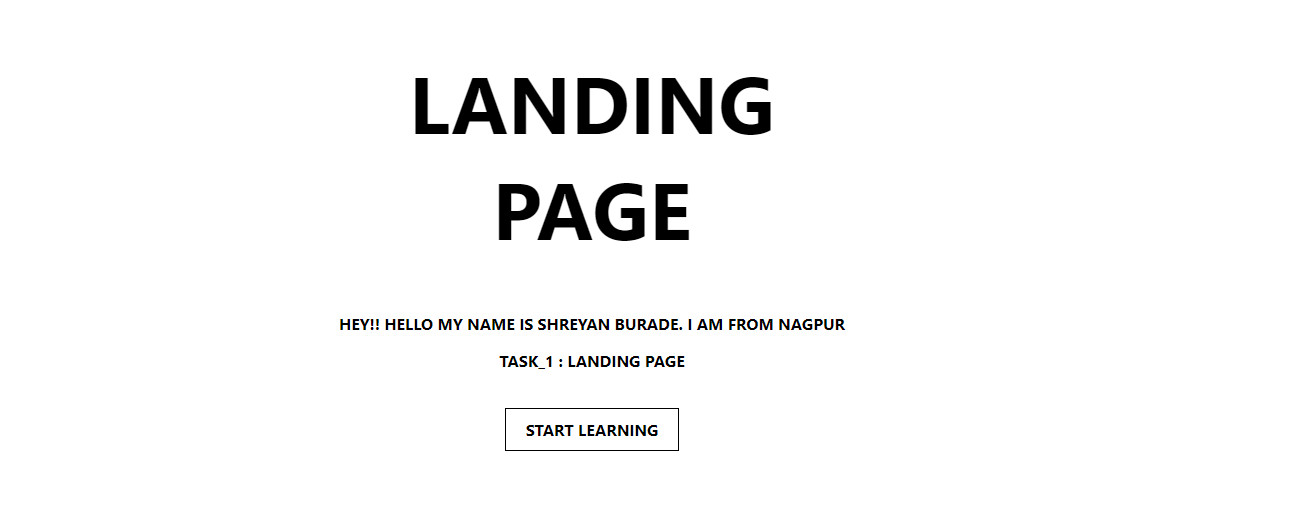 LANDING
PAGE
HEY!! HELLO MY NAME IS SHREYAN BURADE. I AM FROM NAGPUR
TASK_1 : LANDING PAGE
START LEARNING